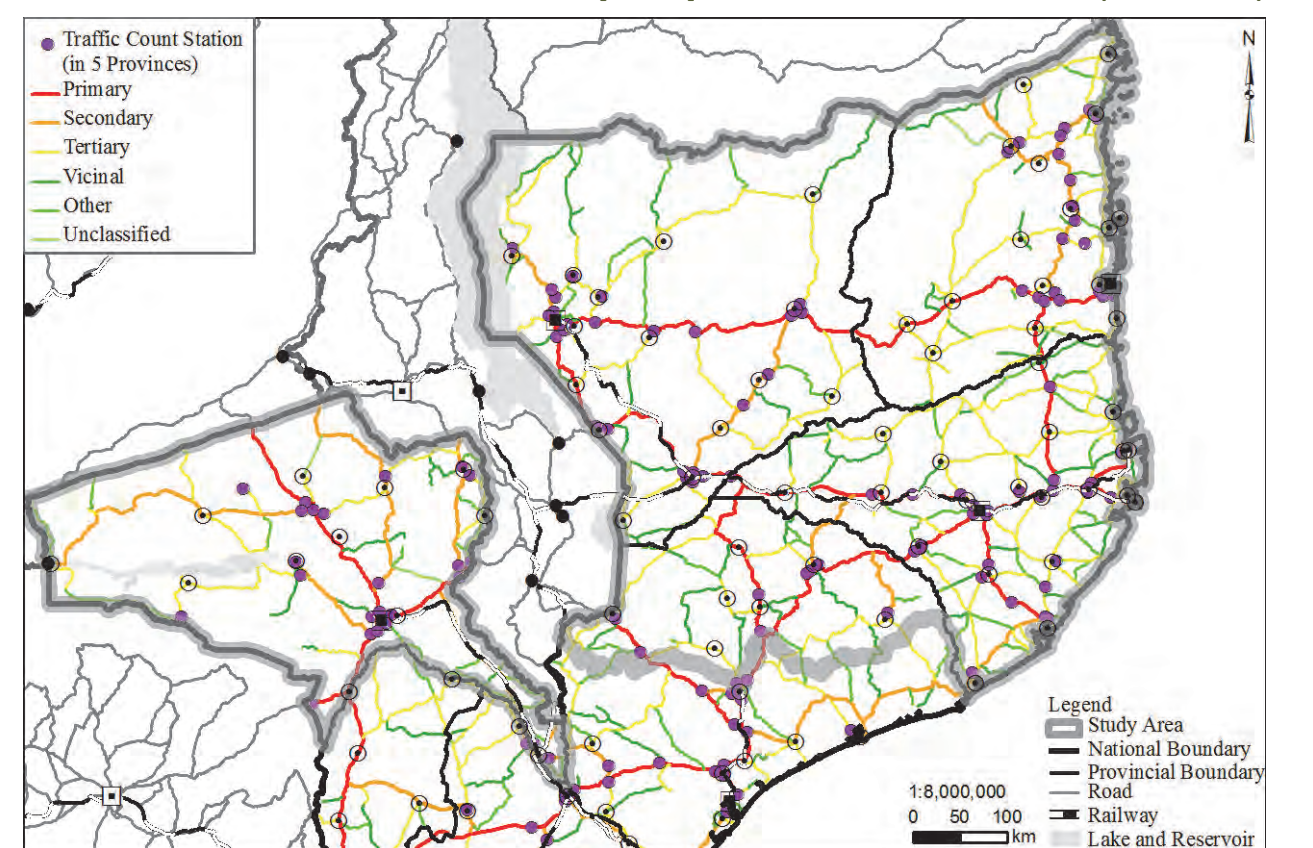 Traffic Count Station
(in 5 Provinces)
Primary
Secondary
Tertiary
Vicinal
Other
Unclassified
N
Legend
Study Area
National Boundary
Provincial Boundary
Road
Railway
Lake and Reservoir
1:8,000,000
0 50 100
km